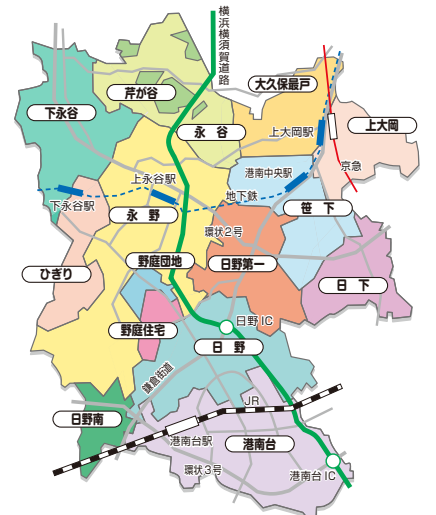 横浜横須賀道路
芹が谷
大久保最戸
下永谷
永谷
上大岡駅
上大岡
上永谷駅
港南中央駅
京急
地下鉄
下永谷駅
永野
笹下
環状2号
ひぎり
野庭団地
日野第一
日下
野庭住宅
日野IC
日野
鎌倉街道
JR
日野南
港南台駅
港南台
環状3号
港南台IC